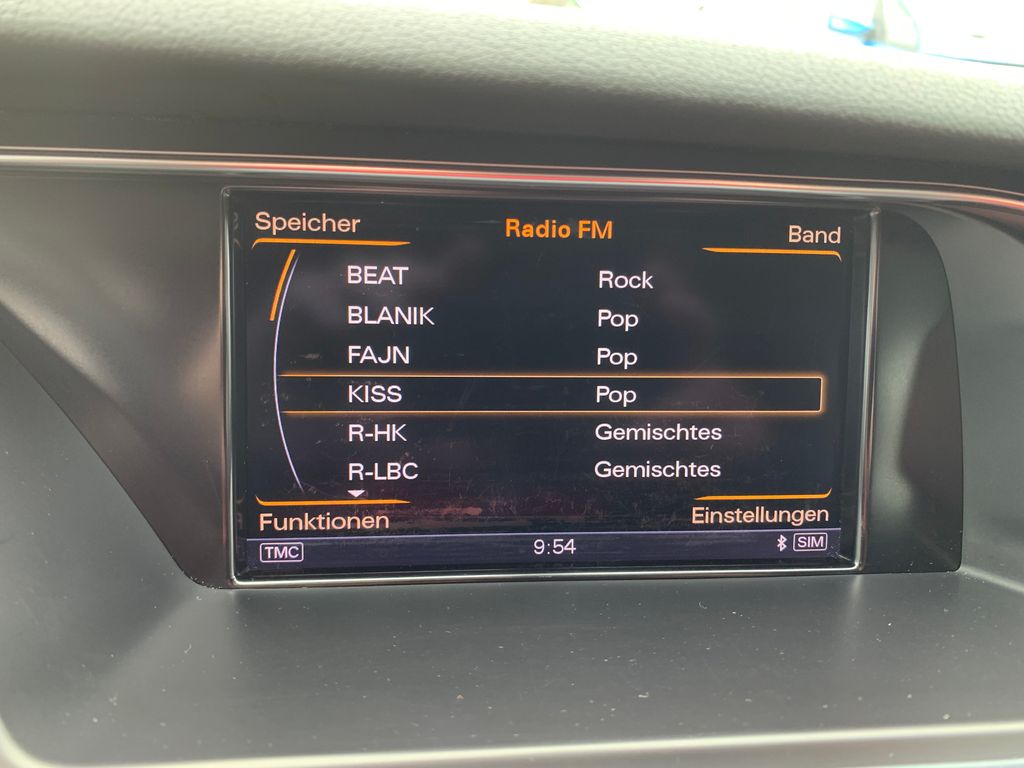 Speicher Radio FM Band
BEAT Rock
BLANIK Pop
FAJN Pop
KISS Pop
R-HK Gemischtes
R-LBC Gemischtes
Funktionen Einstellungen
TMC 9:54 SIM